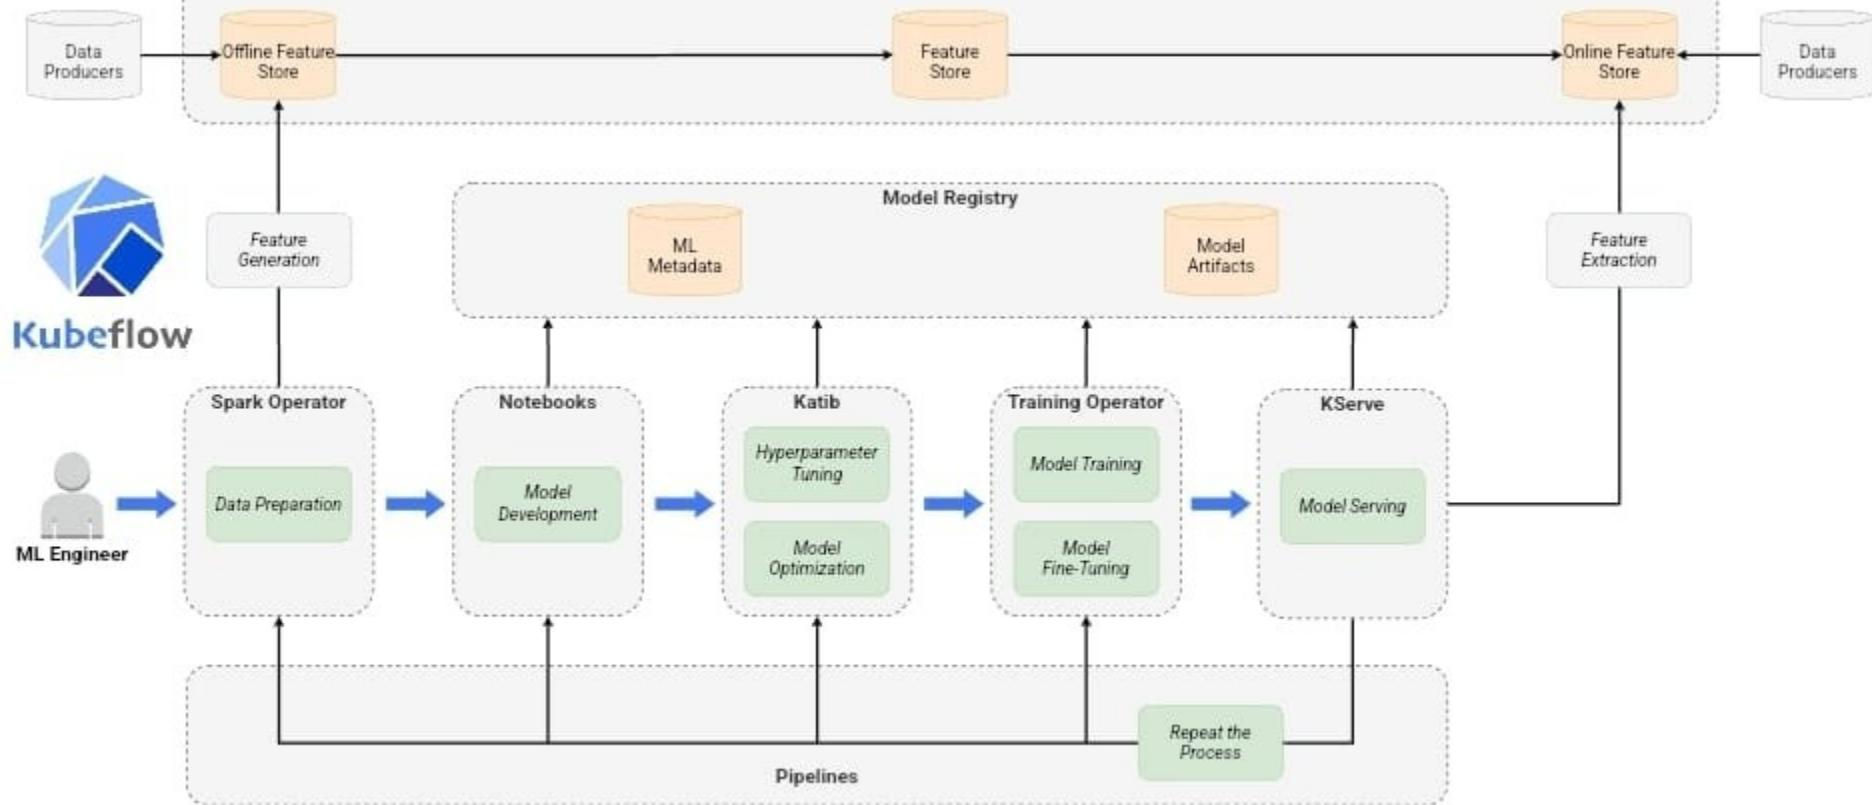 Data
Producers
Offline Feature
Store
Feature
Store
Online Feature
Store
Data
Producers
Kubeflow
Feature
Generation
Model Registry
ML
Metadata
Model
Artifacts
Feature
Extraction
Spark Operator
Notebooks
Katib
Training Operator
KServe
ML Engineer
Data Preparation
Model
Development
Hyperparameter
Tuning
Model
Optimization
Model Training
Model
Fine-Tuning
Model Serving
Repeat the
Process
Pipelines